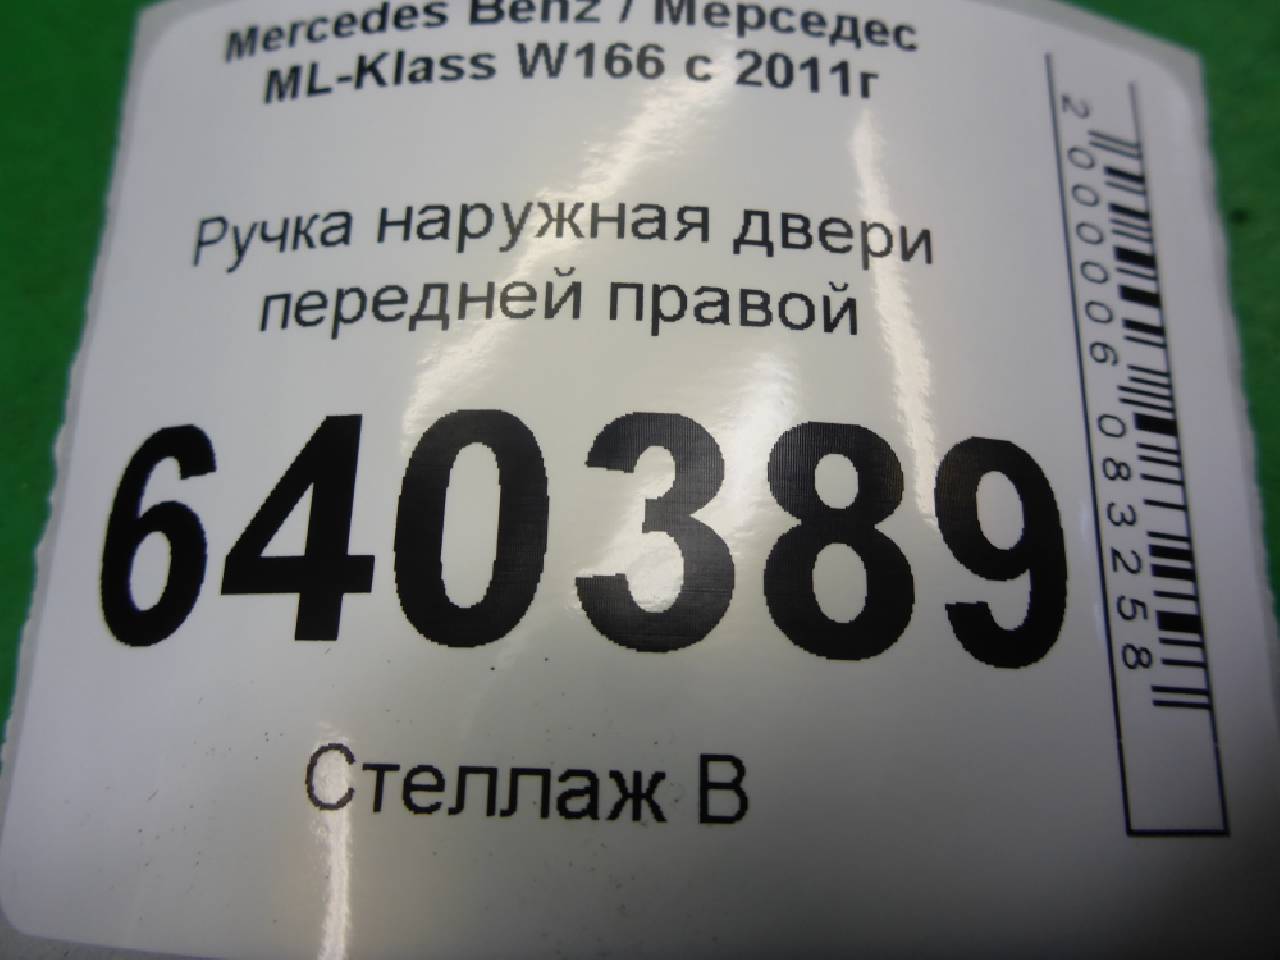 Mercedes Benz / Мерседес
ML-Klass W166 с 2011г
Ручка наружная двери
передней правой
640389
Стеллаж В
2000006083258